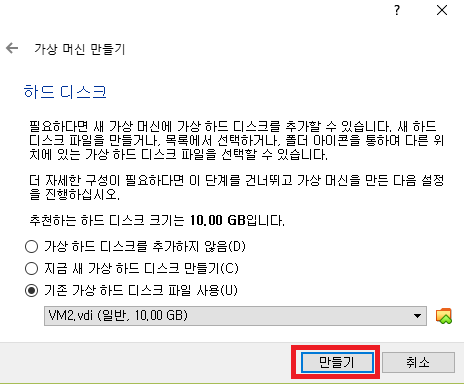 ?
가상 머신 만들기
하드 디스크
필요하다면 새 가상 머신에 가상 하드 디스크를 추가할 수 있습니다. 새 하드
디스크 파일을 만들거나, 목록에서 선택하거나, 폴더 아이콘을 통하여 다른 위
치에 있는 가상 하드 디스크 파일을 선택할 수 있습니다.
더 자세한 구성이 필요하다면 이 단계를 건너뛰고 가상 머신을 만든 다음 설정
을 진행하십시오.
추천하는 하드 디스크 크기는 10.00 GB입니다.
가상 하드 디스크를 추가하지 않음(D)
지금 새 가상 하드 디스크 만들기(C)
기존 가상 하드 디스크 파일 사용(U)
VM2.vdi (일반, 10.00 GB)
만들기 취소